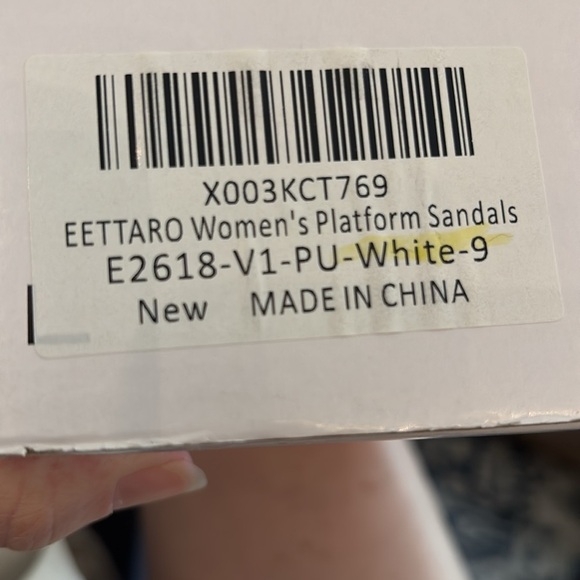 X003KCT769
EETTARO Women's Platform Sandals
E2618-V1-PU-White-9
New MADE IN CHINA